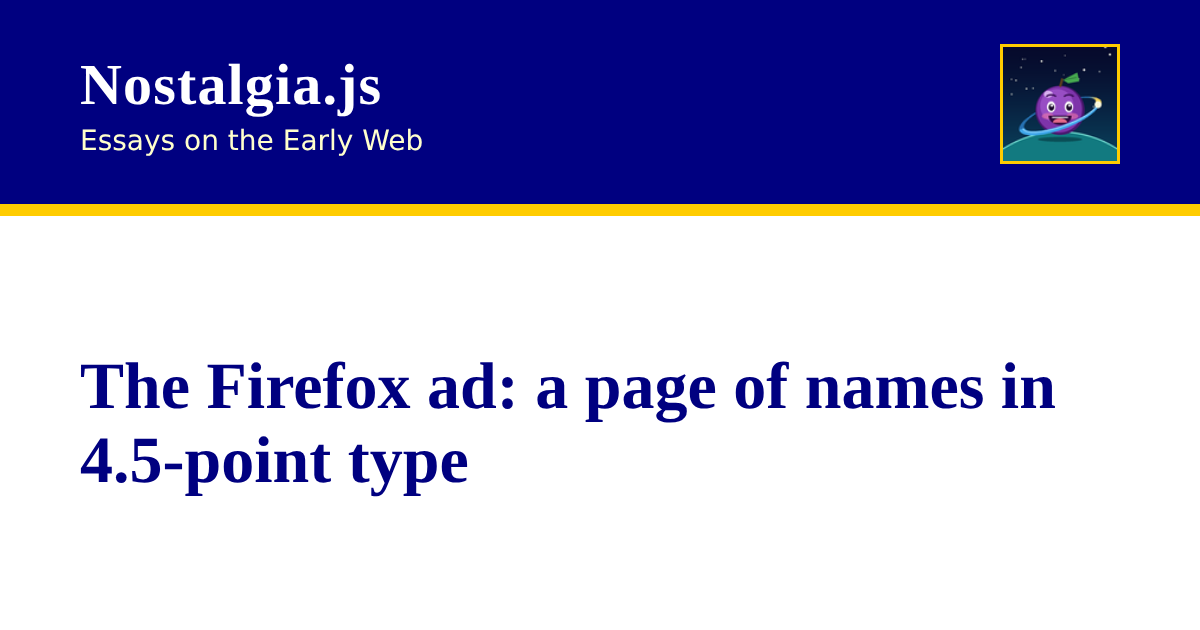 Nostalgia.js
Essays on the Early Web
The Firefox ad: a page of names in
4.5-point type